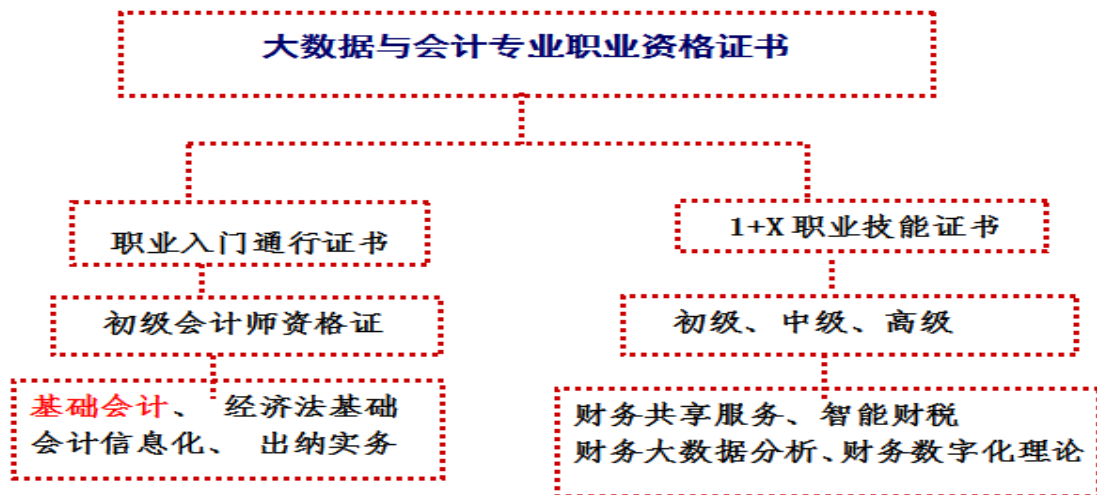 大数据与会计专业职业资格证书
职业入门通行证书
1+X职业技能证书
初级会计师资格证
初级、中级、高级
基础会计、 经济法基础
会计信息化、 出纳实务
财务共享服务、智能财税
财务大数据分析、财务数字化理论